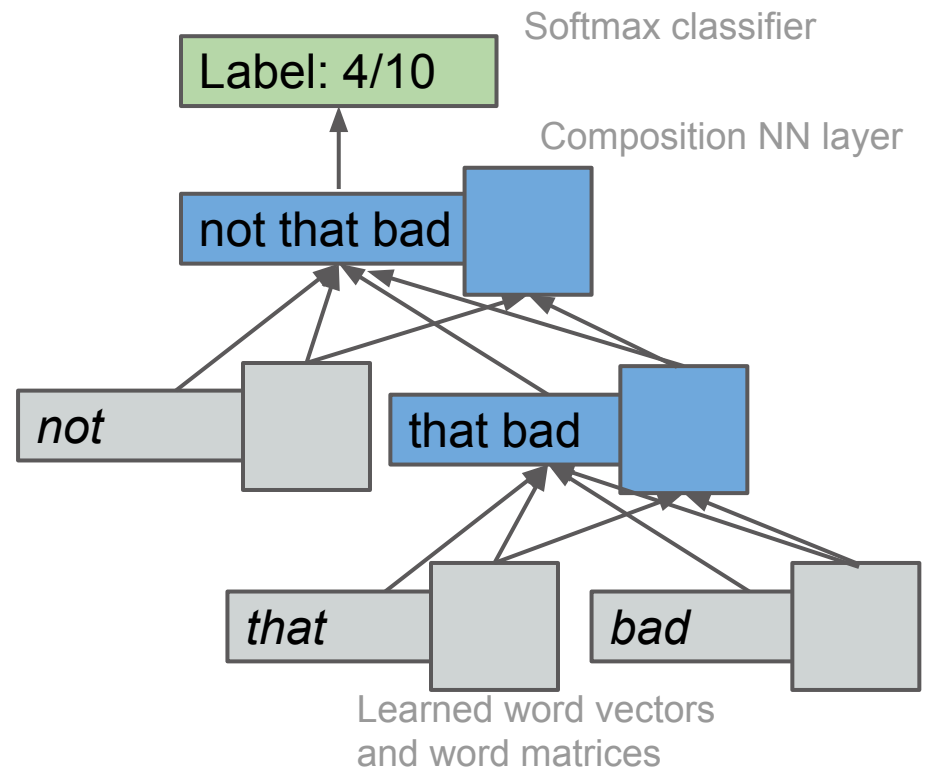 Softmax classifier
Label: 4/10
Composition NN layer
not that bad
not
that bad
that
bad
Learned word vectors
and word matrices